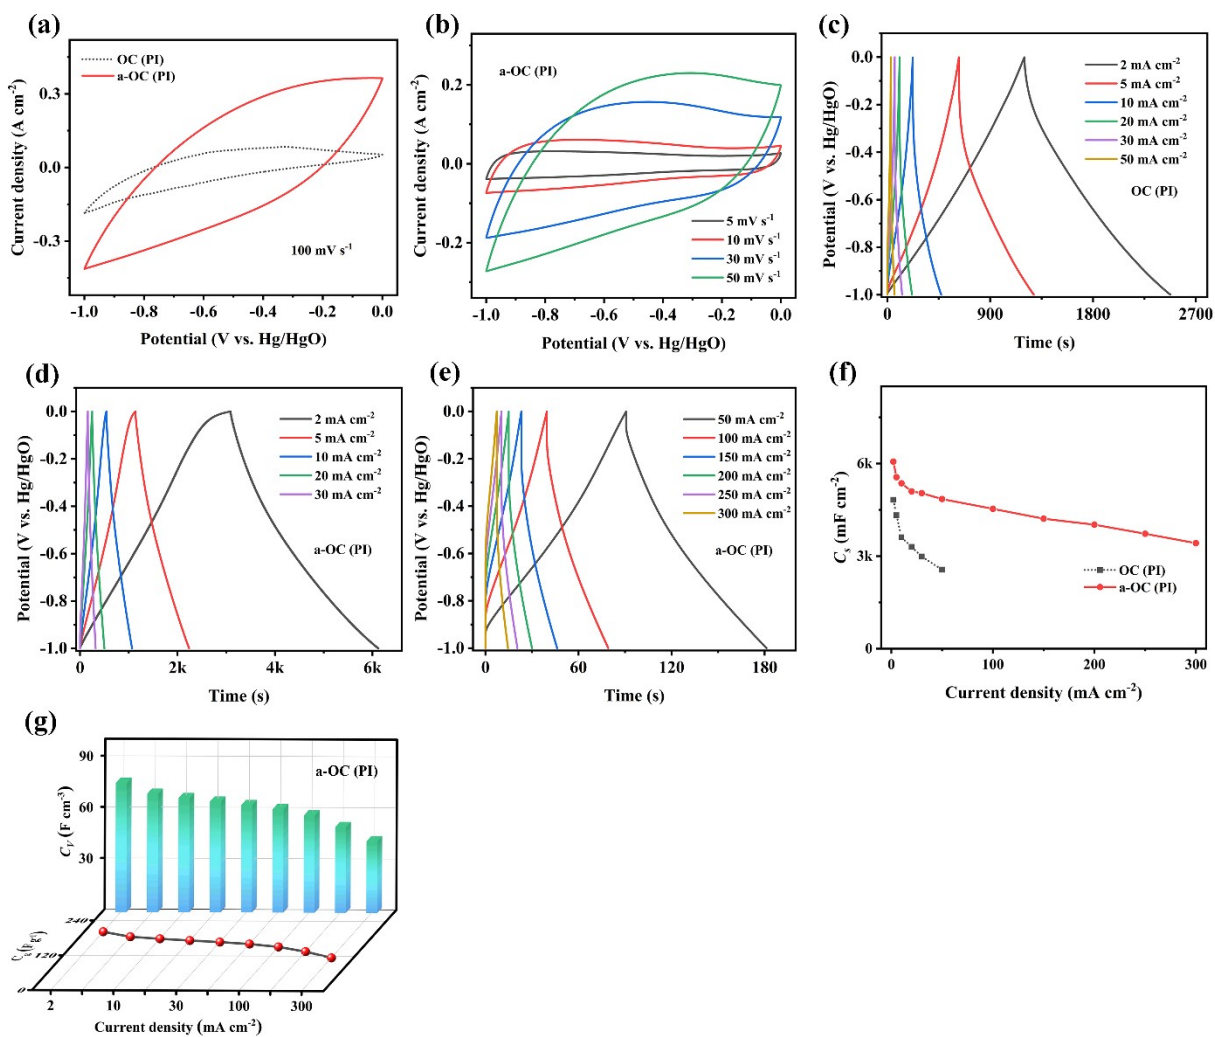 (a)
OC (PI)
a-OC (PI)
0.3
0.0
-0.3
Current density (A cm⁻²)
100 mV s⁻¹
-1.0 -0.8 -0.6 -0.4 -0.2 0.0
Potential (V vs. Hg/HgO)
(b)
a-OC (PI)
0.2
0.0
-0.2
Current density (A cm⁻²)
5 mV s⁻¹
10 mV s⁻¹
30 mV s⁻¹
50 mV s⁻¹
-1.0 -0.8 -0.6 -0.4 -0.2 0.0
Potential (V vs. Hg/HgO)
(c)
0.0
-0.2
-0.4
-0.6
-0.8
-1.0
Potential (V vs. Hg/HgO)
2 mA cm⁻²
5 mA cm⁻²
10 mA cm⁻²
20 mA cm⁻²
30 mA cm⁻²
50 mA cm⁻²
OC (PI)
0 900 1800 2700
Time (s)
(d)
0.0
-0.2
-0.4
-0.6
-0.8
-1.0
Potential (V vs. Hg/HgO)
2 mA cm⁻²
5 mA cm⁻²
10 mA cm⁻²
20 mA cm⁻²
30 mA cm⁻²
a-OC (PI)
0 2k 4k 6k
Time (s)
(e)
0.0
-0.2
-0.4
-0.6
-0.8
-1.0
Potential (V vs. Hg/HgO)
50 mA cm⁻²
100 mA cm⁻²
150 mA cm⁻²
200 mA cm⁻²
250 mA cm⁻²
300 mA cm⁻²
a-OC (PI)
0 60 120 180
Time (s)
(f)
6k
3k
0
Cₛ (mF cm⁻²)
OC (PI)
a-OC (PI)
0 100 200 300
Current density (mA cm⁻²)
(g)
a-OC (PI)
90
60
30
C_V (F cm⁻³)
240
120
0
C_g (F g⁻¹)
2 10 30 100 300
Current density (mA cm⁻²)